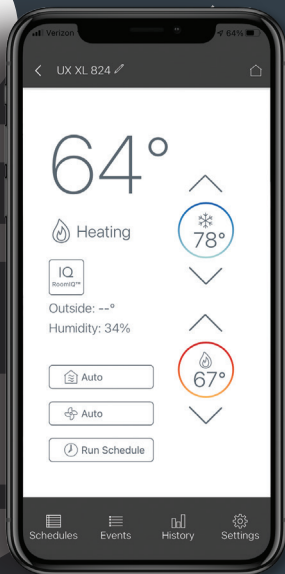 Verizon 64%
UX XL 824
64°
78°
Heating
IQ
RoomIQ™
Outside: --°
Humidity: 34%
67°
Auto
Auto
Run Schedule
Schedules Events History Settings